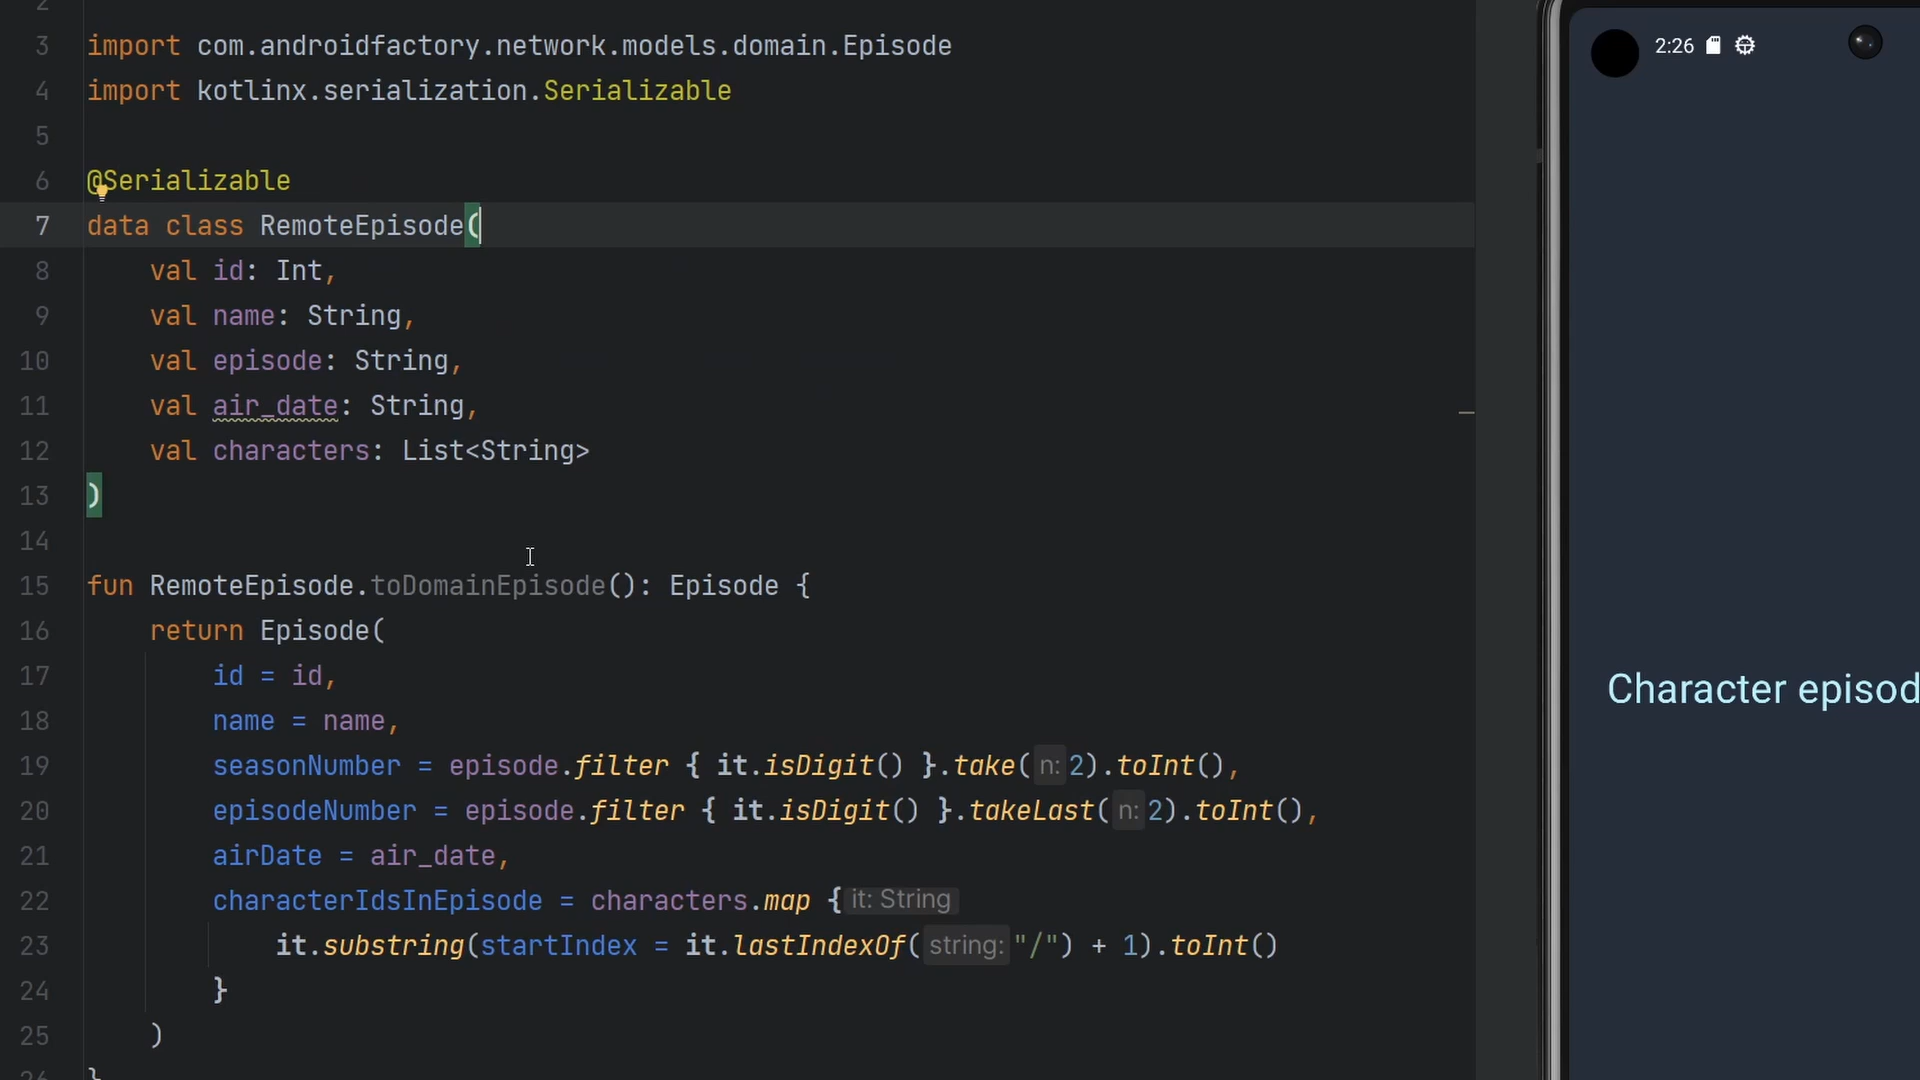 2
3 import com.androidfactory.network.models.domain.Episode
4 import kotlinx.serialization.Serializable
5
6 @Serializable
7 data class RemoteEpisode(
8 val id: Int,
9 val name: String,
10 val episode: String,
11 val air_date: String,
12 val characters: List<String>
13 )
14
15 fun RemoteEpisode.toDomainEpisode(): Episode {
16 return Episode(
17 id = id,
18 name = name,
19 seasonNumber = episode.filter { it.isDigit() }.take( n: 2).toInt(),
20 episodeNumber = episode.filter { it.isDigit() }.takeLast( n: 2).toInt(),
21 airDate = air_date,
22 characterIdsInEpisode = characters.map { it: String
23 it.substring(startIndex = it.lastIndexOf( string: "/") + 1).toInt()
24 }
25 )
26 }
2:26
Character episod